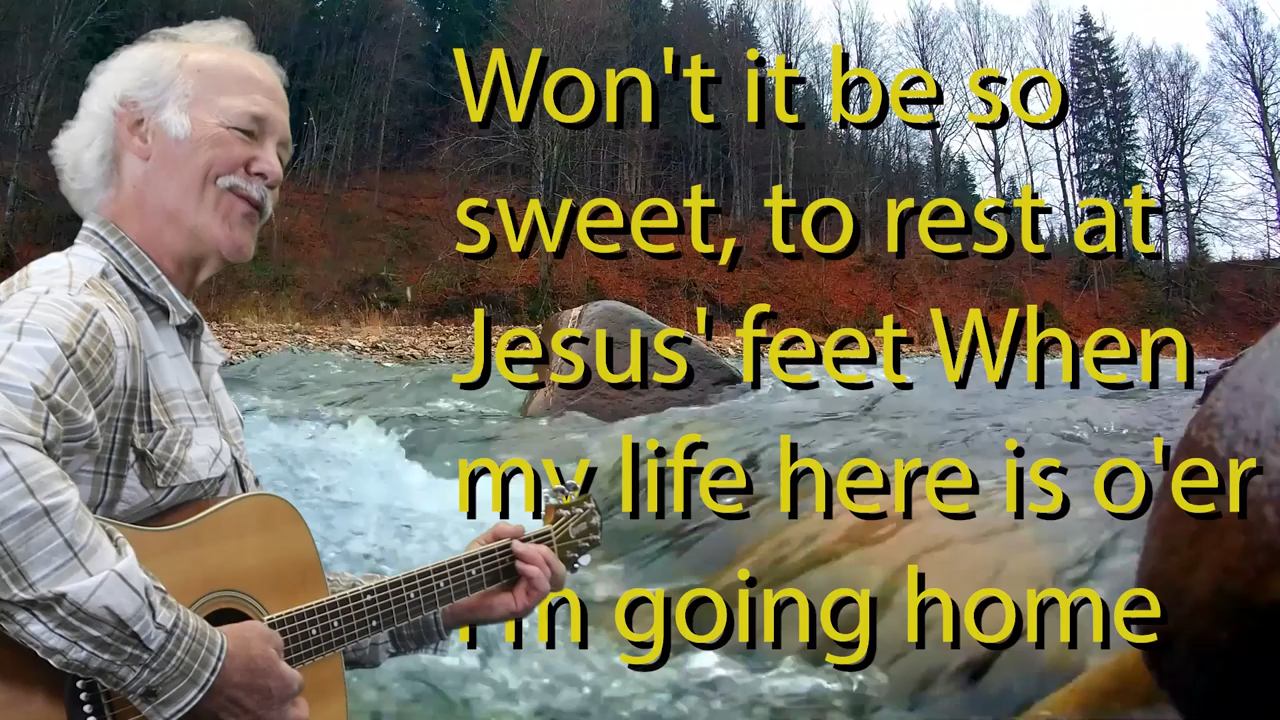 Won't it be so
sweet, to rest at
Jesus' feet When
my life here is o'er
I'm going home